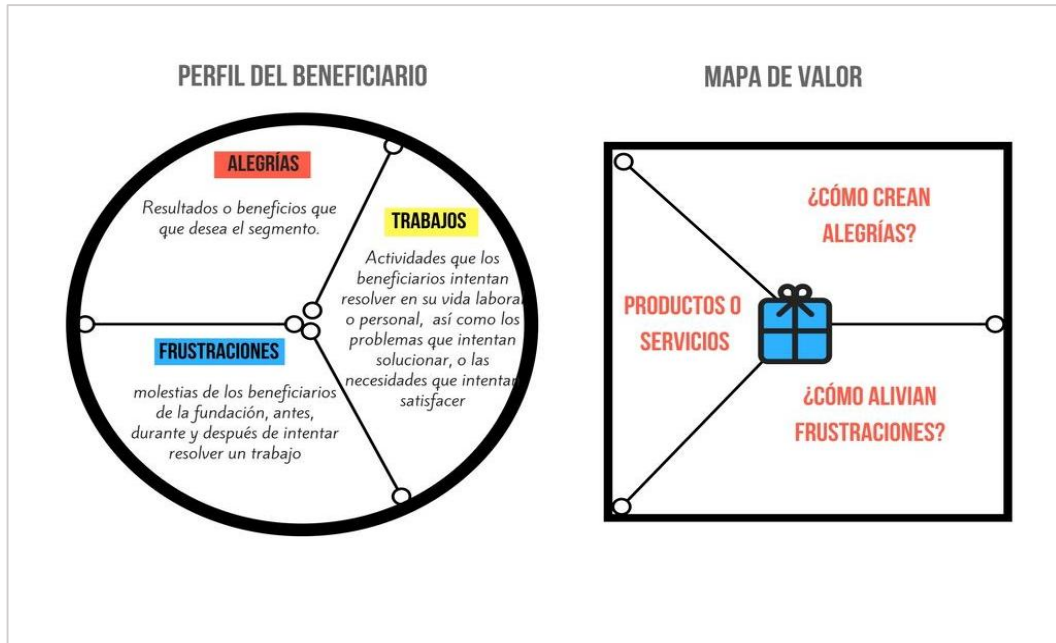 PERFIL DEL BENEFICIARIO
ALEGRÍAS
Resultados o beneficios que
que desea el segmento.
TRABAJOS
Actividades que los
beneficiarios intentan
resolver en su vida laboral
o personal, así como los
problemas que intentan
solucionar, o las
necesidades que intentan
satisfacer
FRUSTRACIONES
molestias de los beneficiarios
de la fundación, antes,
durante y después de intentar
resolver un trabajo
MAPA DE VALOR
¿CÓMO CREAN
ALEGRÍAS?
PRODUCTOS O
SERVICIOS
¿CÓMO ALIVIAN
FRUSTRACIONES?